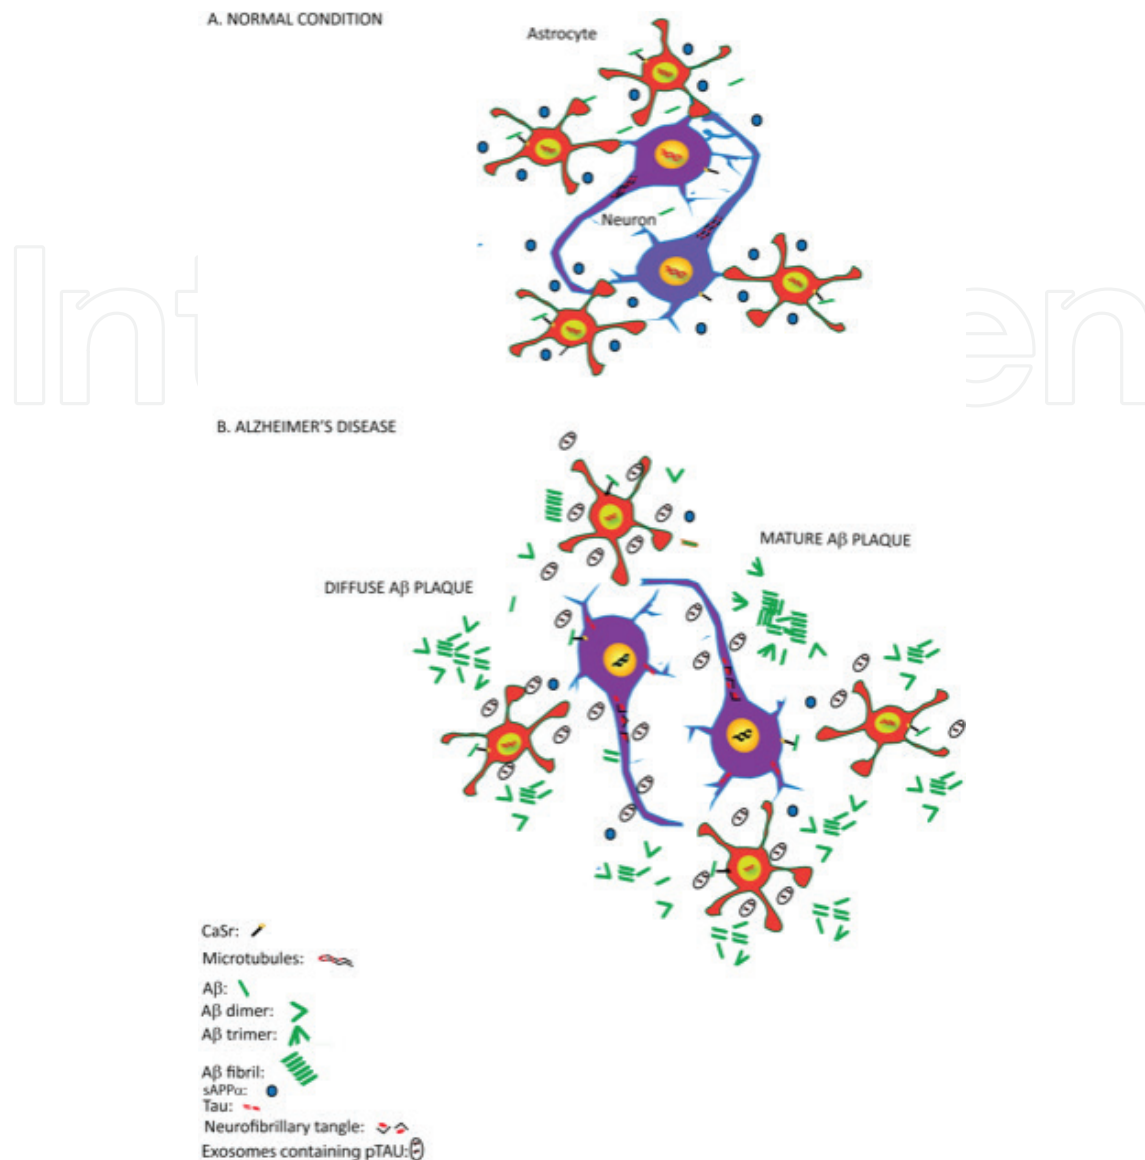 A. NORMAL CONDITION
Astrocyte
Neuron
B. ALZHEIMER'S DISEASE
MATURE Aβ PLAQUE
DIFFUSE Aβ PLAQUE
CaSr:
Microtubules:
Aβ:
Aβ dimer:
Aβ trimer:
Aβ fibril:
sAPPα:
Tau:
Neurofibrillary tangle:
Exosomes containing pTAU: